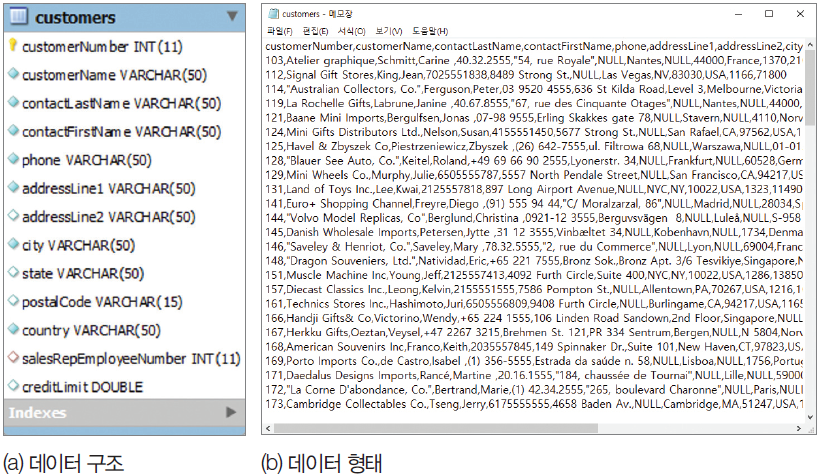 customers
customerNumber INT(11)
customerName VARCHAR(50)
contactLastName VARCHAR(50)
contactFirstName VARCHAR(50)
phone VARCHAR(50)
addressLine1 VARCHAR(50)
addressLine2 VARCHAR(50)
city VARCHAR(50)
state VARCHAR(50)
postalCode VARCHAR(15)
country VARCHAR(50)
salesRepEmployeeNumber INT(11)
creditLimit DOUBLE
Indexes
(a) 데이터 구조
customers - 메모장
파일(F) 편집(E) 서식(O) 보기(V) 도움말(H)
customerNumber,customerName,contactLastName,contactFirstName,phone,addressLine1,addressLine2,city
103,Atelier graphique,Schmitt,Carine ,40.32.2555,"54, rue Royale",NULL,Nantes,NULL,44000,France,1370,210
112,Signal Gift Stores,King,Jean,7025551838,8489 Strong St.,NULL,Las Vegas,NV,83030,USA,1166,71800
114,"Australian Collectors, Co.",Ferguson,Peter,03 9520 4555,636 St Kilda Road,Level 3,Melbourne,Victoria
119,La Rochelle Gifts,Labrune,Janine ,40.67.8555,"67, rue des Cinquante Otages",NULL,Nantes,NULL,44000,
121,Baane Mini Imports,Bergulfsen,Jonas ,07-98 9555,Erling Skakkes gate 78,NULL,Stavern,NULL,4110,Norv
124,Mini Gifts Distributors Ltd.,Nelson,Susan,4155551450,5677 Strong St.,NULL,San Rafael,CA,97562,USA,1
125,Havel & Zbyszek Co,Piestrzeniewicz,Zbyszek ,(26) 642-7555,ul. Filtrowa 68,NULL,Warszawa,NULL,01-01
128,"Blauer See Auto, Co.",Keitel,Roland,+49 69 66 90 2555,Lyonerstr. 34,NULL,Frankfurt,NULL,60528,Germ
129,Mini Wheels Co.,Murphy,Julie,6505555787,5557 North Pendale Street,NULL,San Francisco,CA,94217,US
131,Land of Toys Inc.,Lee,Kwai,2125557818,897 Long Airport Avenue,NULL,NYC,NY,10022,USA,1323,11490
141,Euro+ Shopping Channel,Freyre,Diego ,(91) 555 94 44,"C/ Moralzarzal, 86",NULL,Madrid,NULL,28034,S
144,"Volvo Model Replicas, Co",Berglund,Christina ,0921-12 3555,Berguvsvägen  8,NULL,Luleå,NULL,S-958
145,Danish Wholesale Imports,Petersen,Jytte ,31 12 3555,Vinbæltet 34,NULL,Kobenhavn,NULL,1734,Denma
146,"Saveley & Henriot, Co.",Saveley,Mary ,78.32.5555,"2, rue du Commerce",NULL,Lyon,NULL,69004,Franc
148,"Dragon Souveniers, Ltd.",Natividad,Eric,+65 221 7555,Bronz Sok.,Bronz Apt. 3/6 Tesvikiye,Singapore,N
151,Muscle Machine Inc,Young,Jeff,2125557413,4092 Furth Circle,Suite 400,NYC,NY,10022,USA,1286,13850
157,Diecast Classics Inc.,Leong,Kelvin,2155551555,7586 Pompton St.,NULL,Allentown,PA,70267,USA,1216,1
161,Technics Stores Inc.,Hashimoto,Juri,6505556809,9408 Furth Circle,NULL,Burlingame,CA,94217,USA,1165
166,Handji Gifts& Co,Victorino,Wendy,+65 224 1555,106 Linden Road Sandown,2nd Floor,Singapore,NULL
167,Herkku Gifts,Oeztan,Veysel,+47 2267 3215,Brehmen St. 121,PR 334 Sentrum,Bergen,NULL,N 5804,Norv
168,American Souvenirs Inc,Franco,Keith,2035557845,149 Spinnaker Dr.,Suite 101,New Haven,CT,97823,US
169,Porto Imports Co.,de Castro,Isabel ,(1) 356-5555,Estrada da saúde n. 58,NULL,Lisboa,NULL,1756,Portug
171,Daedalus Designs Imports,Rancé,Martine ,20.16.1555,"184, chaussée de Tournai",NULL,Lille,NULL,59000
172,"La Corne D'abondance, Co.",Bertrand,Marie,(1) 42.34.2555,"265, boulevard Charonne",NULL,Paris,NULL
173,Cambridge Collectables Co.,Tseng,Jerry,6175555555,4658 Baden Av.,NULL,Cambridge,MA,51247,USA,1
(b) 데이터 형태